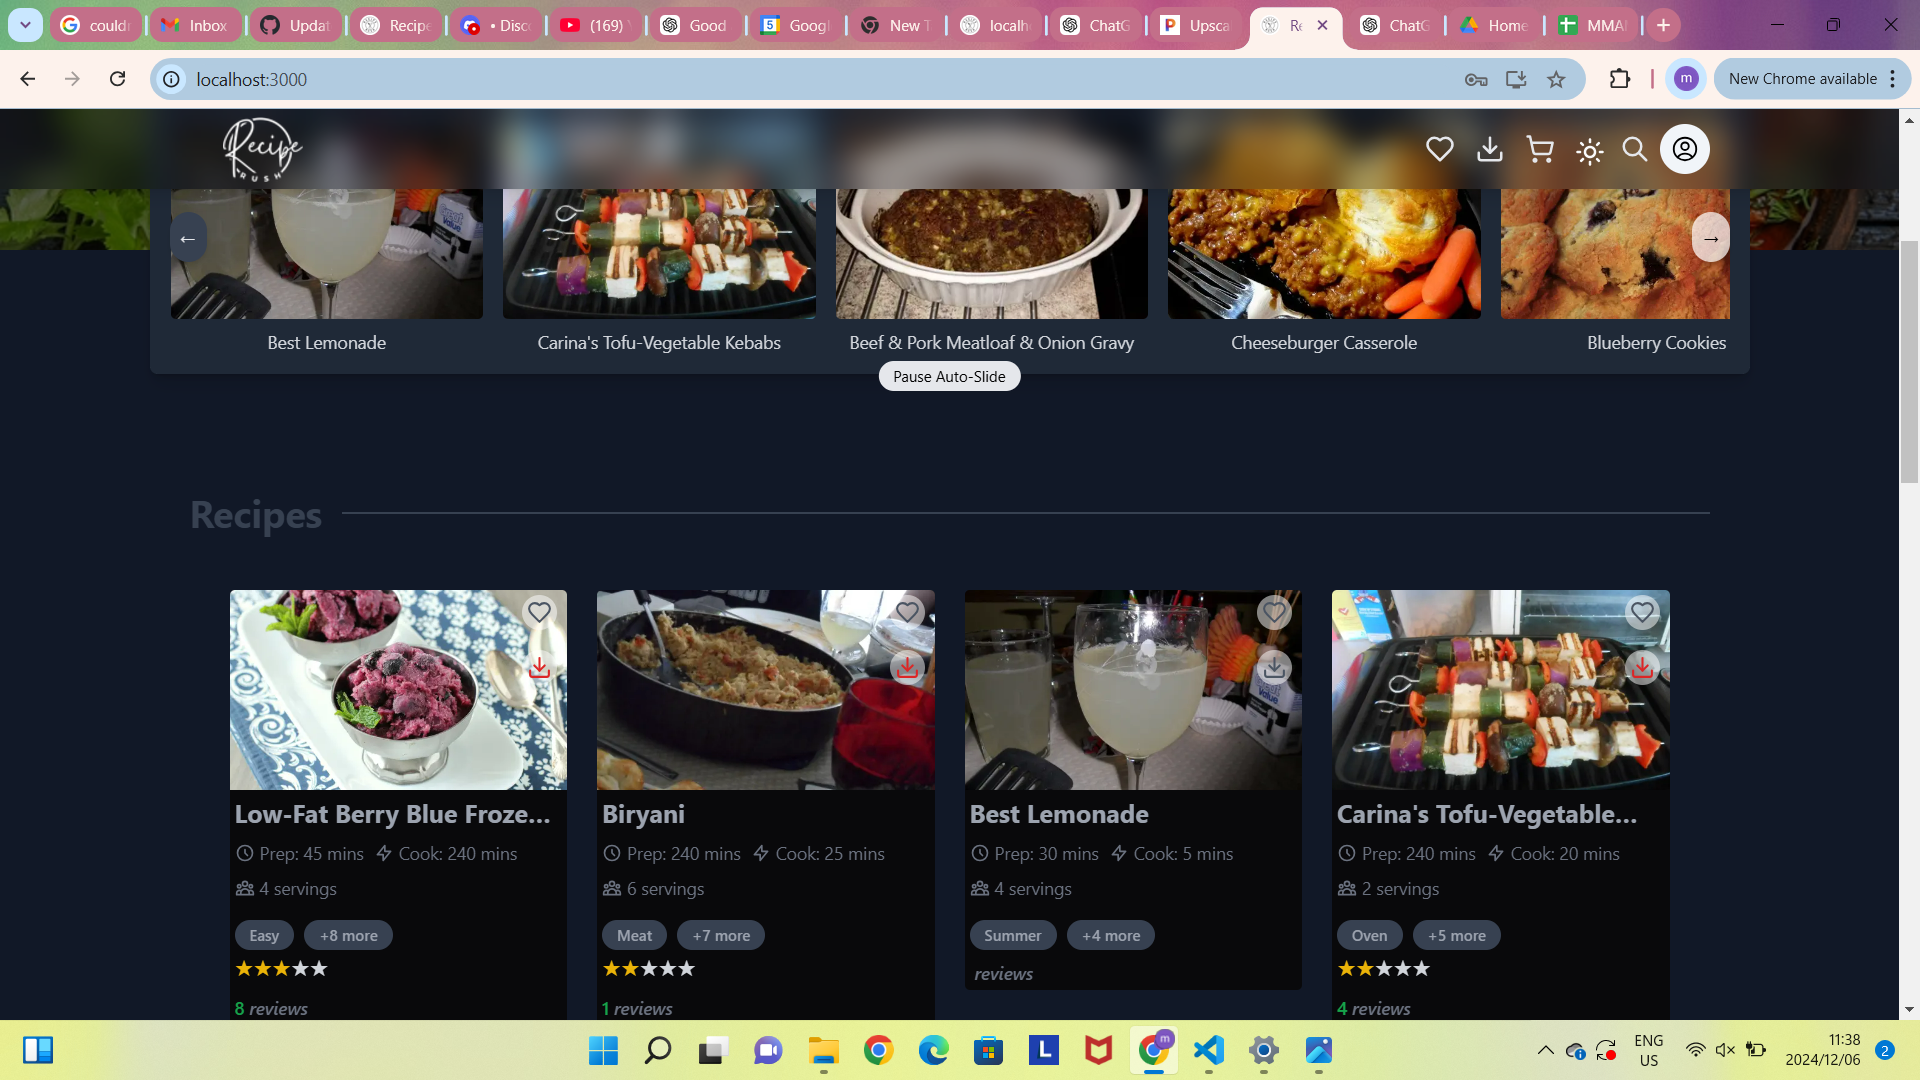 couldn
Inbox
Updat
Recipe
• Disco
(169) Y
Good
Googl
New T
localho
ChatG
Upsca
Re
ChatG
Home
MMAI
localhost:3000
m
New Chrome available
Recipe
RUSH
←
→
Best Lemonade
Carina's Tofu-Vegetable Kebabs
Beef & Pork Meatloaf & Onion Gravy
Cheeseburger Casserole
Blueberry Cookies
Pause Auto-Slide
Recipes
Low-Fat Berry Blue Froze...
Biryani
Best Lemonade
Carina's Tofu-Vegetable...
Prep: 45 mins Cook: 240 mins
Prep: 240 mins Cook: 25 mins
Prep: 30 mins Cook: 5 mins
Prep: 240 mins Cook: 20 mins
4 servings
6 servings
4 servings
2 servings
Easy +8 more
Meat +7 more
Summer +4 more
Oven +5 more
reviews
8 reviews
1 reviews
4 reviews
ENG
US
11:38
2024/12/06
2